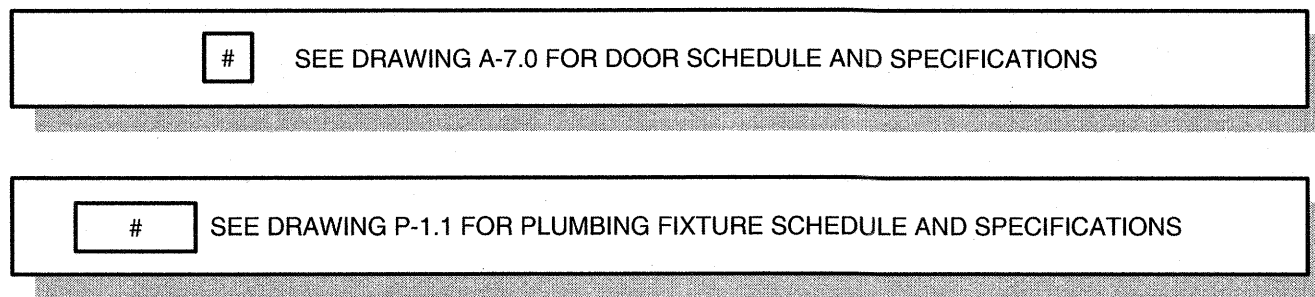 # SEE DRAWING A-7.0 FOR DOOR SCHEDULE AND SPECIFICATIONS
# SEE DRAWING P-1.1 FOR PLUMBING FIXTURE SCHEDULE AND SPECIFICATIONS